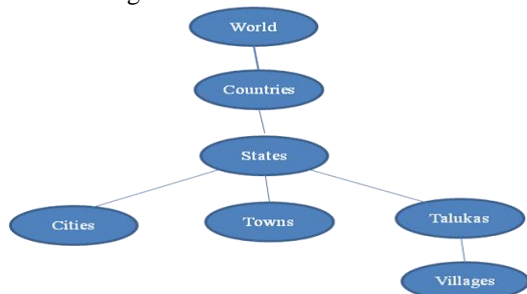 World
Countries
States
Cities
Towns
Talukas
Villages